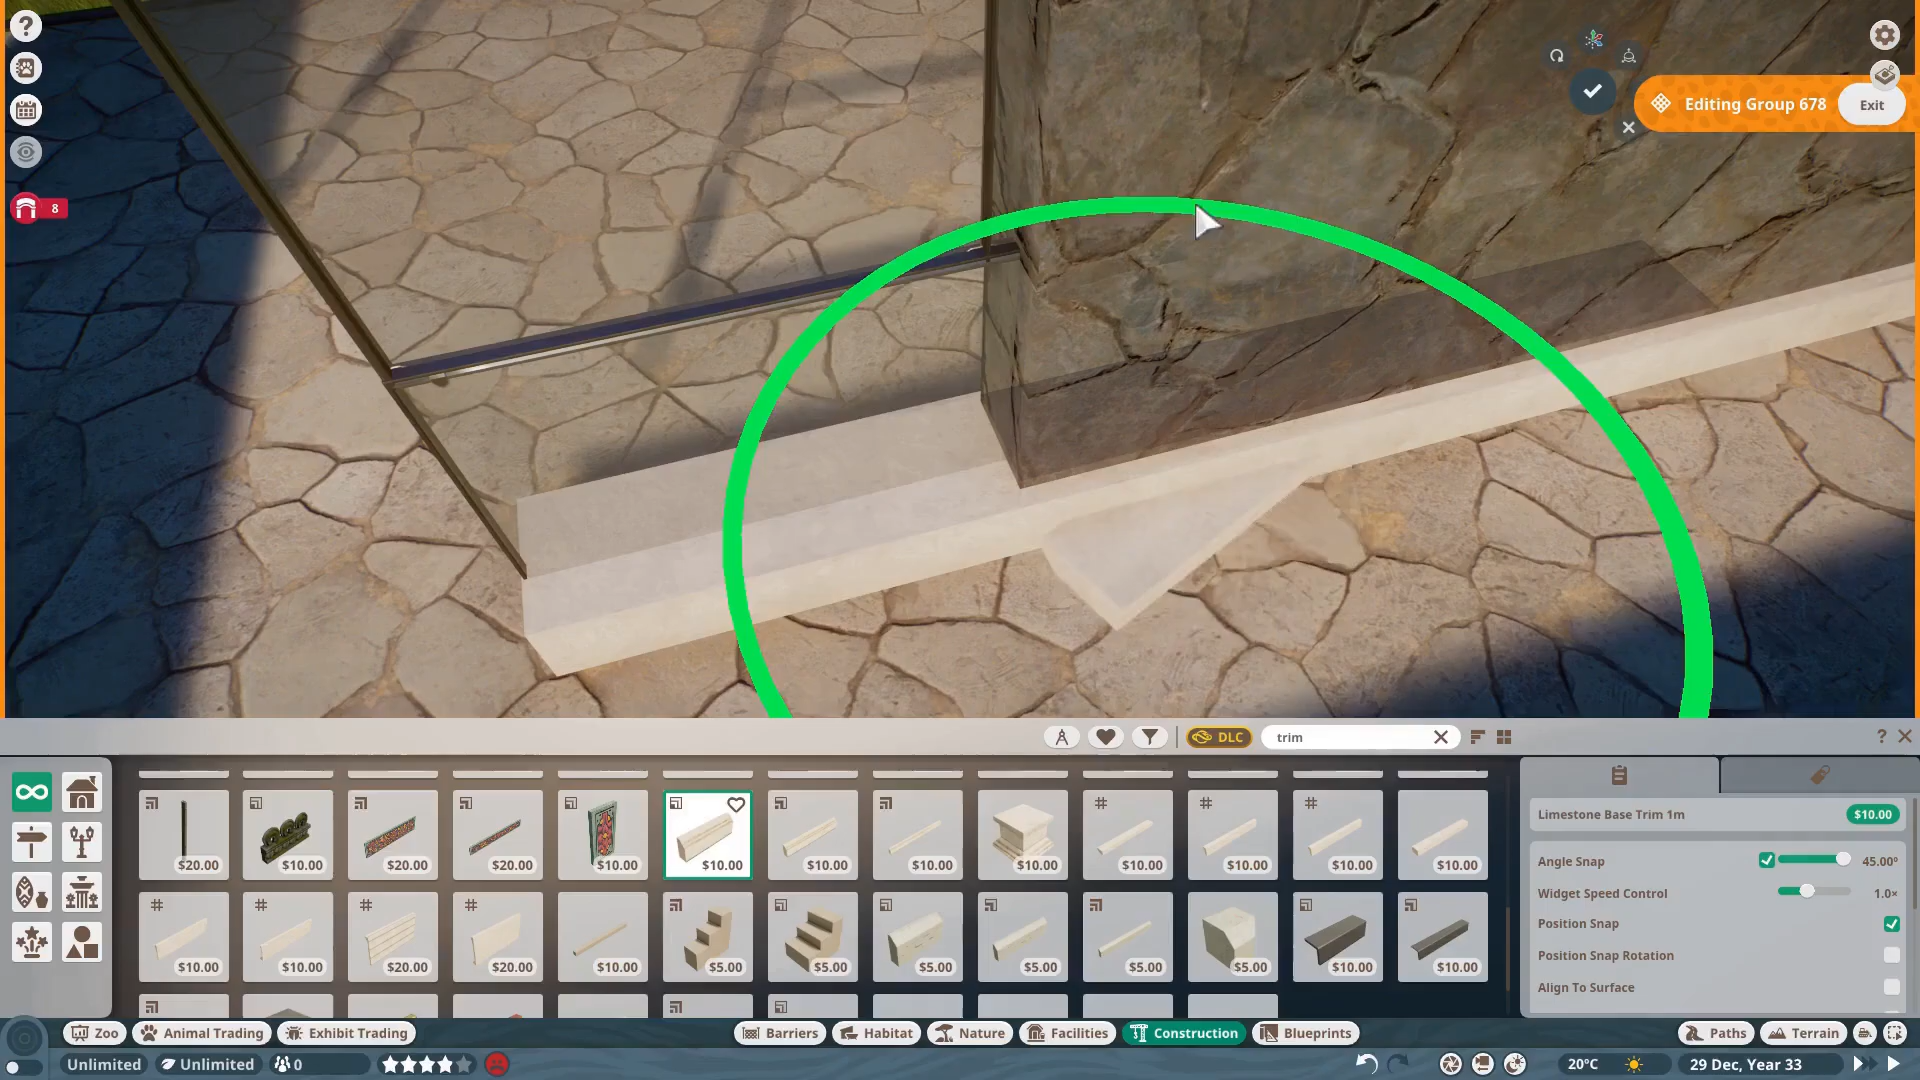 ?
Editing Group 678
Exit
8
DLC
trim
?
$20.00
$10.00
$20.00
$20.00
$10.00
$10.00
$10.00
$10.00
$10.00
$10.00
$10.00
$10.00
$10.00
Limestone Base Trim 1m
$10.00
Angle Snap
45.00°
Widget Speed Control
1.0×
Position Snap
Position Snap Rotation
Align To Surface
$10.00
$10.00
$20.00
$20.00
$10.00
$5.00
$5.00
$5.00
$5.00
$5.00
$5.00
$10.00
$10.00
Zoo
Animal Trading
Exhibit Trading
Barriers
Habitat
Nature
Facilities
Construction
Blueprints
Paths
Terrain
Unlimited
Unlimited
0
20°C
29 Dec, Year 33